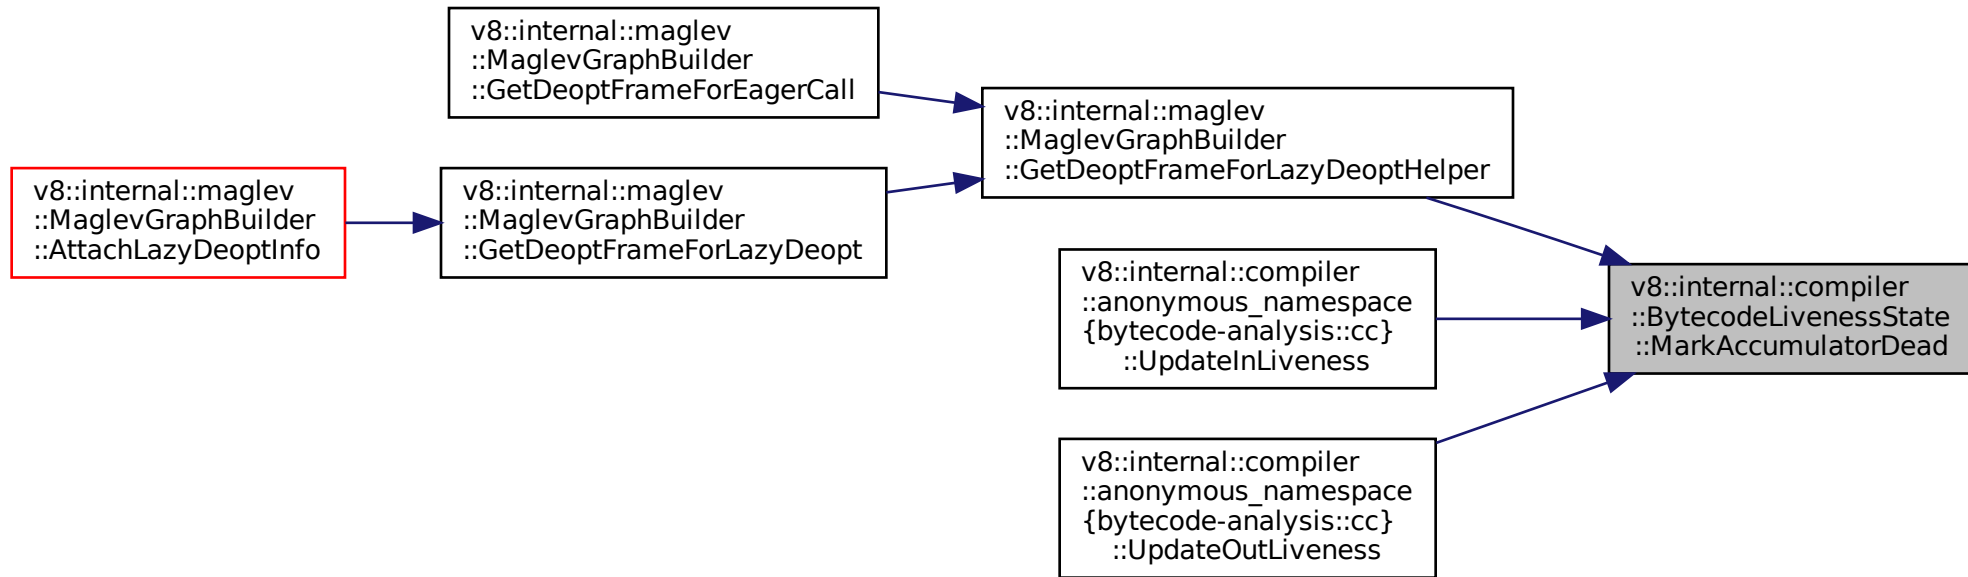 v8::internal::maglev
::MaglevGraphBuilder
::GetDeoptFrameForEagerCall
v8::internal::maglev
::MaglevGraphBuilder
::GetDeoptFrameForLazyDeoptHelper
v8::internal::maglev
::MaglevGraphBuilder
::AttachLazyDeoptInfo
v8::internal::maglev
::MaglevGraphBuilder
::GetDeoptFrameForLazyDeopt
v8::internal::compiler
::anonymous_namespace
{bytecode-analysis::cc}
::UpdateInLiveness
v8::internal::compiler
::BytecodeLivenessState
::MarkAccumulatorDead
v8::internal::compiler
::anonymous_namespace
{bytecode-analysis::cc}
::UpdateOutLiveness